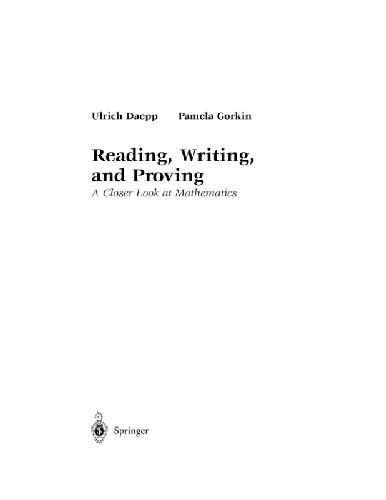 Ulrich Daepp Pamela Gorkin
Reading, Writing,
and Proving
A Closer Look at Mathematics
Springer